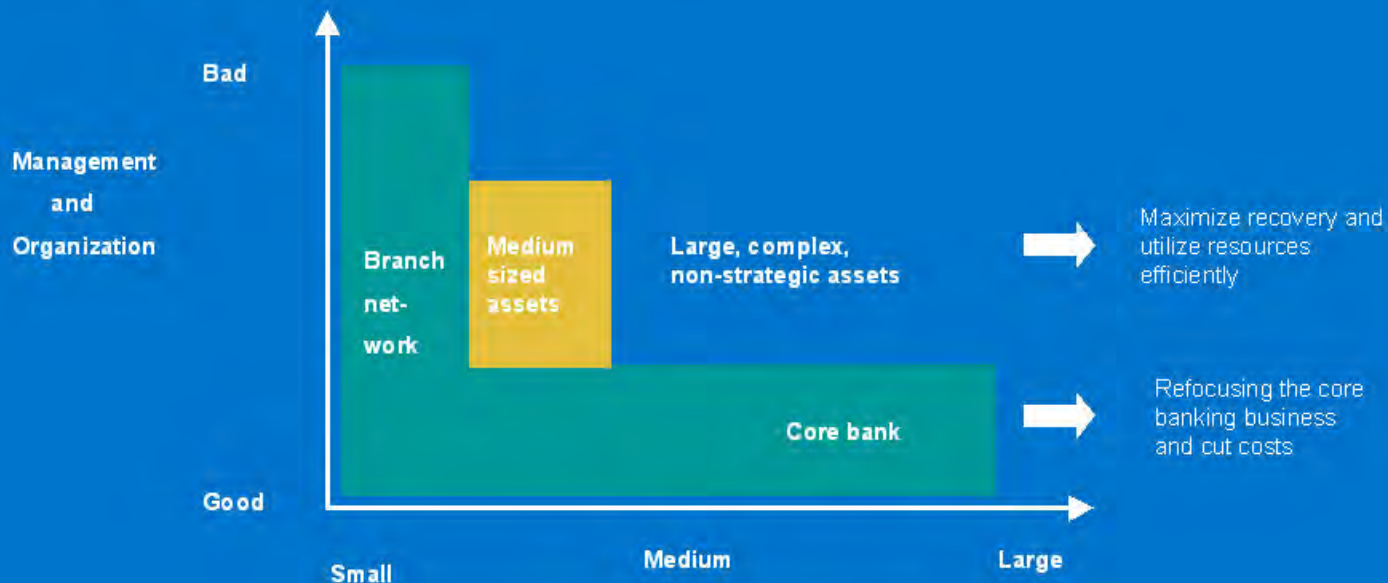 Bad
Management
and
Organization
Branch
net-
work
Medium
sized
assets
Large, complex,
non-strategic assets
Maximize recovery and
utilize resources
efficiently
Core bank
Refocusing the core
banking business
and cut costs
Good
Small
Medium
Large